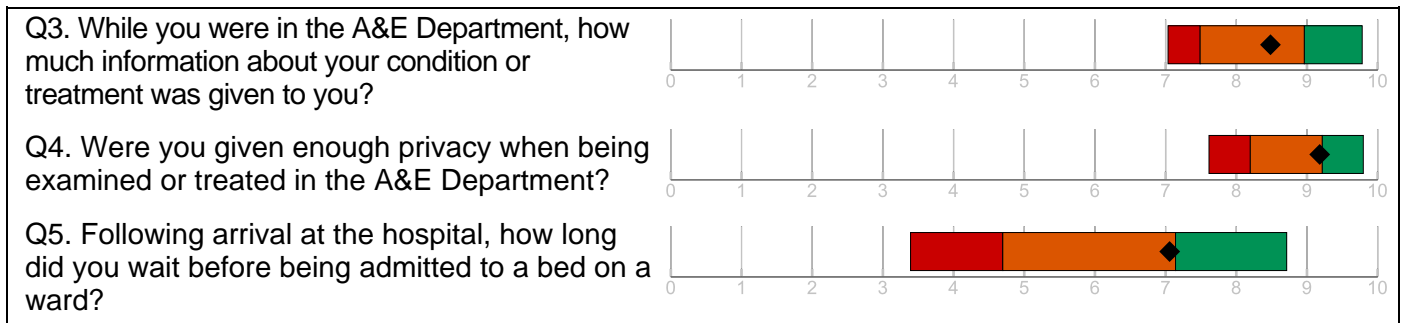 Q3. While you were in the A&E Department, how
much information about your condition or
treatment was given to you?
0 1 2 3 4 5 6 7 8 9 10
Q4. Were you given enough privacy when being
examined or treated in the A&E Department?
0 1 2 3 4 5 6 7 8 9 10
Q5. Following arrival at the hospital, how long
did you wait before being admitted to a bed on a
ward?
0 1 2 3 4 5 6 7 8 9 10